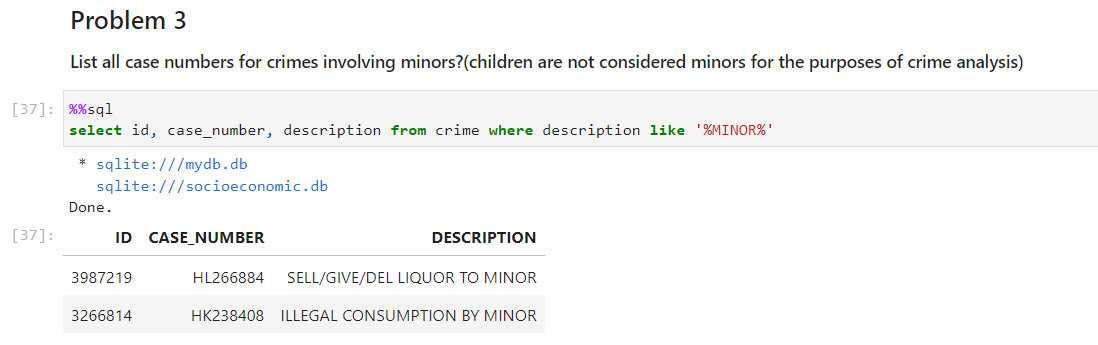 Problem 3
List all case numbers for crimes involving minors?(children are not considered minors for the purposes of crime analysis)
[37]: %%sql
select id, case_number, description from crime where description like '%MINOR%'
* sqlite:///mydb.db
sqlite:///socioeconomic.db
Done.
[37]: ID CASE_NUMBER DESCRIPTION
3987219 HL266884 SELL/GIVE/DEL LIQUOR TO MINOR
3266814 HK238408 ILLEGAL CONSUMPTION BY MINOR